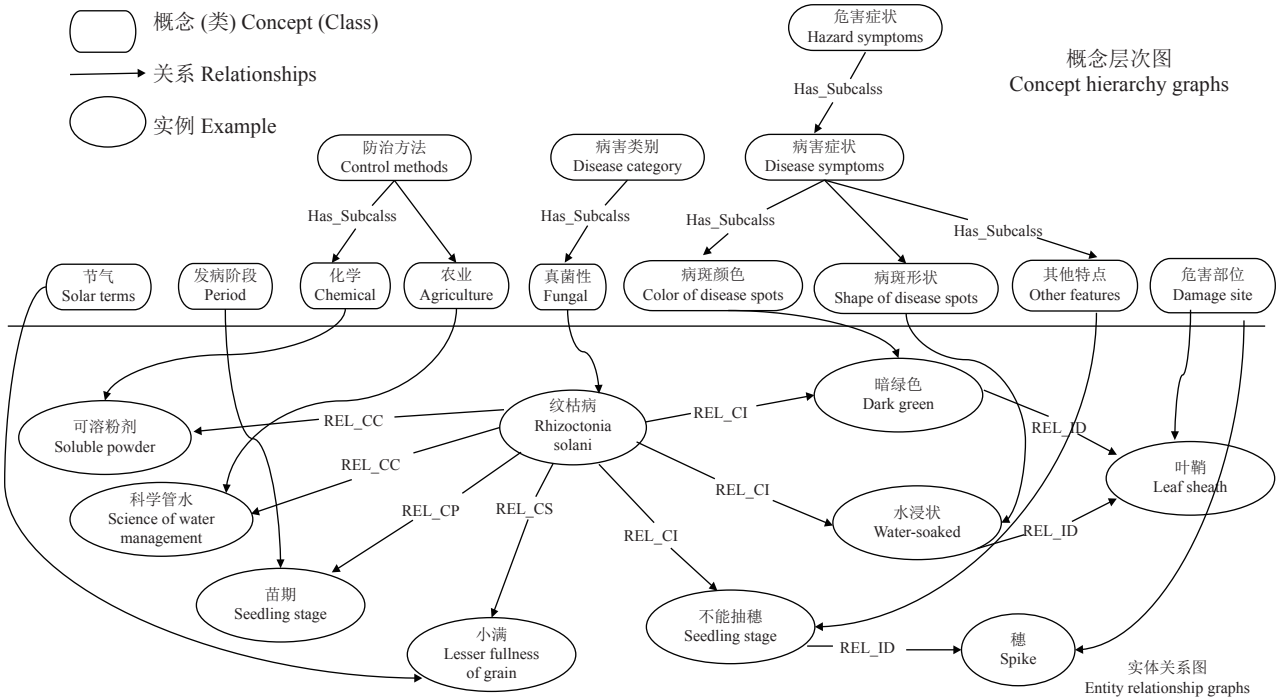 概念 (类) Concept (Class)
关系 Relationships
实例 Example
危害症状
Hazard symptoms
概念层次图
Concept hierarchy graphs
Has_Subcalss
防治方法
Control methods
病害类别
Disease category
病害症状
Disease symptoms
Has_Subcalss
Has_Subcalss
Has_Subcalss
Has_Subcalss
节气
Solar terms
发病阶段
Period
化学
Chemical
农业
Agriculture
真菌性
Fungal
病斑颜色
Color of disease spots
病斑形状
Shape of disease spots
其他特点
Other features
危害部位
Damage site
可溶粉剂
Soluble powder
REL_CC
纹枯病
Rhizoctonia
solani
REL_CI
暗绿色
Dark green
REL_ID
叶鞘
Leaf sheath
REL_CC
科学管水
Science of water
management
REL_CP
REL_CS
REL_CI
REL_CI
水浸状
Water-soaked
REL_ID
苗期
Seedling stage
小满
Lesser fullness
of grain
不能抽穗
Seedling stage
REL_ID
穗
Spike
实体关系图
Entity relationship graphs